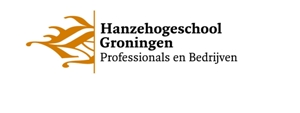 Hanzehogeschool
Groningen
Professionals en Bedrijven